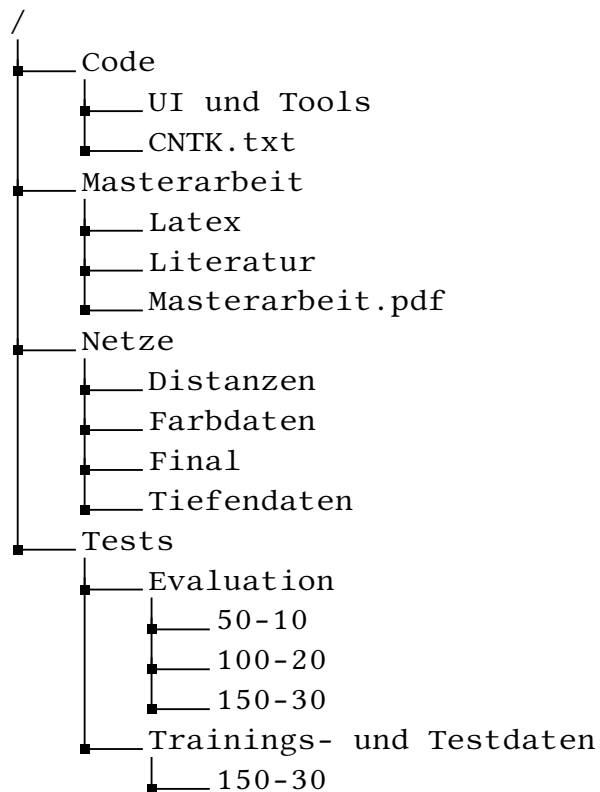 /
Code
UI und Tools
CNTK.txt
Masterarbeit
Latex
Literatur
Masterarbeit.pdf
Netze
Distanzen
Farbdaten
Final
Tiefendaten
Tests
Evaluation
50-10
100-20
150-30
Trainings- und Testdaten
150-30